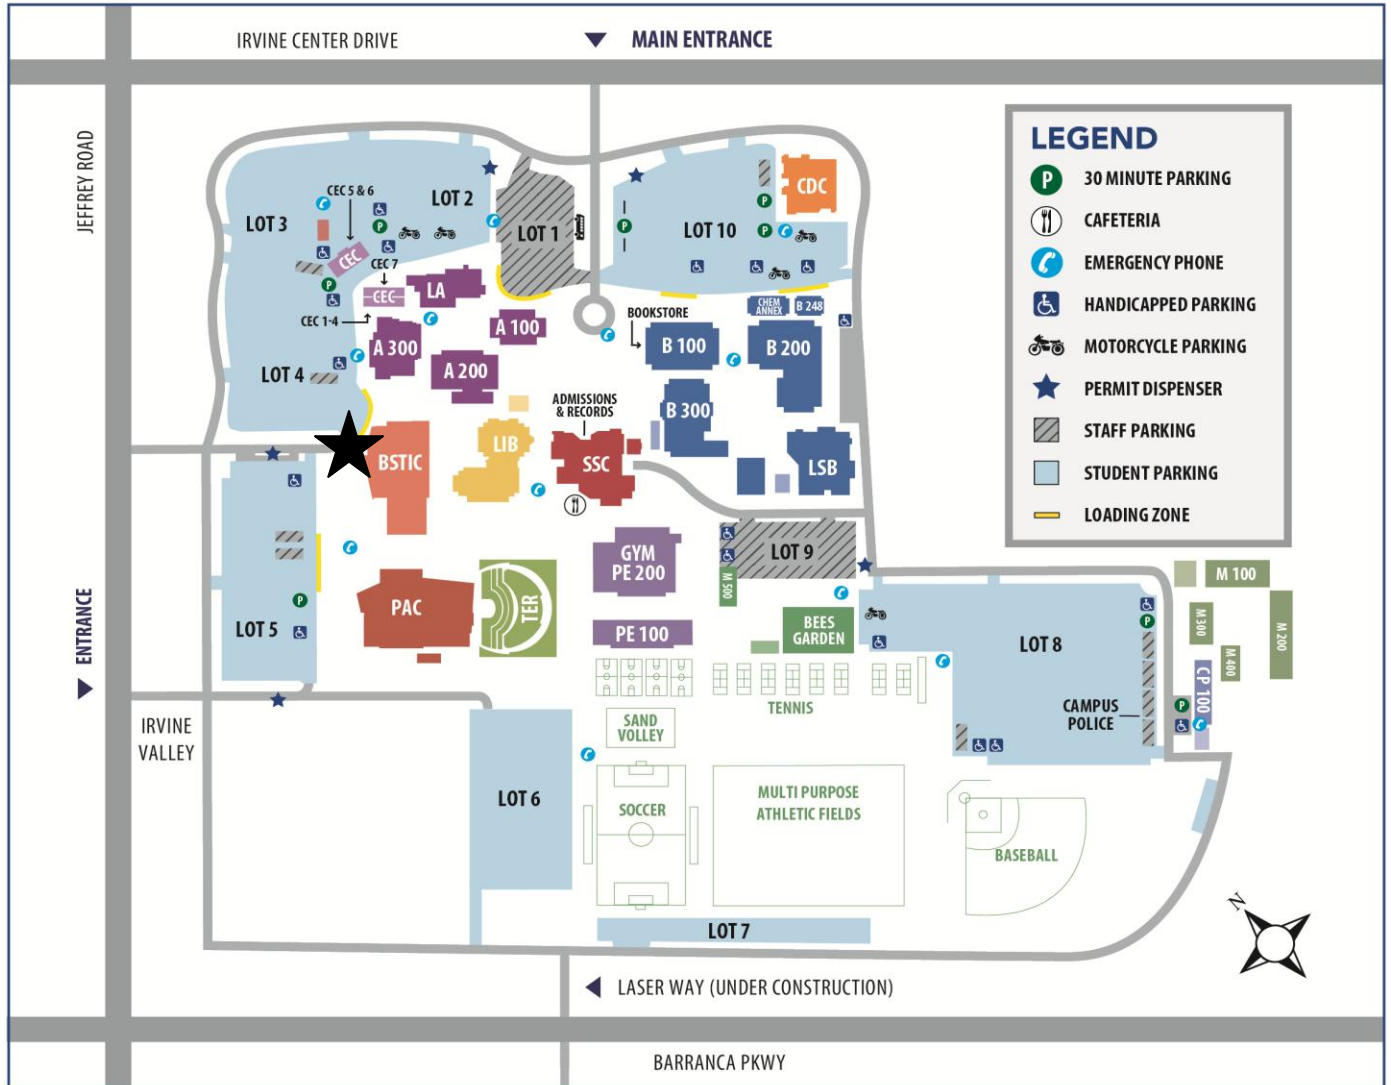 IRVINE CENTER DRIVE
MAIN ENTRANCE
JEFFREY ROAD
LEGEND
P 30 MINUTE PARKING
CAFETERIA
EMERGENCY PHONE
HANDICAPPED PARKING
MOTORCYCLE PARKING
PERMIT DISPENSER
STAFF PARKING
STUDENT PARKING
LOADING ZONE
CEC 5 & 6
LOT 2
LOT 3
P
CEC
CEC 7
P
CEC
CEC 1-4
LA
LOT 1
P
LOT 10
P
P
CDC
A 100
A 300
A 200
LOT 4
BOOKSTORE
CHEM
ANNEX
B 248
B 100
B 200
B 300
ADMISSIONS
& RECORDS
BSTIC
LIB
SSC
LSB
GYM
PE 200
LOT 9
M 500
M 100
M 200
M 300
M 400
CP 100
P
P
LOT 5
P
PAC
TER
PE 100
BEES
GARDEN
LOT 8
CAMPUS
POLICE
ENTRANCE
IRVINE
VALLEY
TENNIS
SAND
VOLLEY
LOT 6
SOCCER
MULTI PURPOSE
ATHLETIC FIELDS
BASEBALL
N
LOT 7
LASER WAY (UNDER CONSTRUCTION)
BARRANCA PKWY